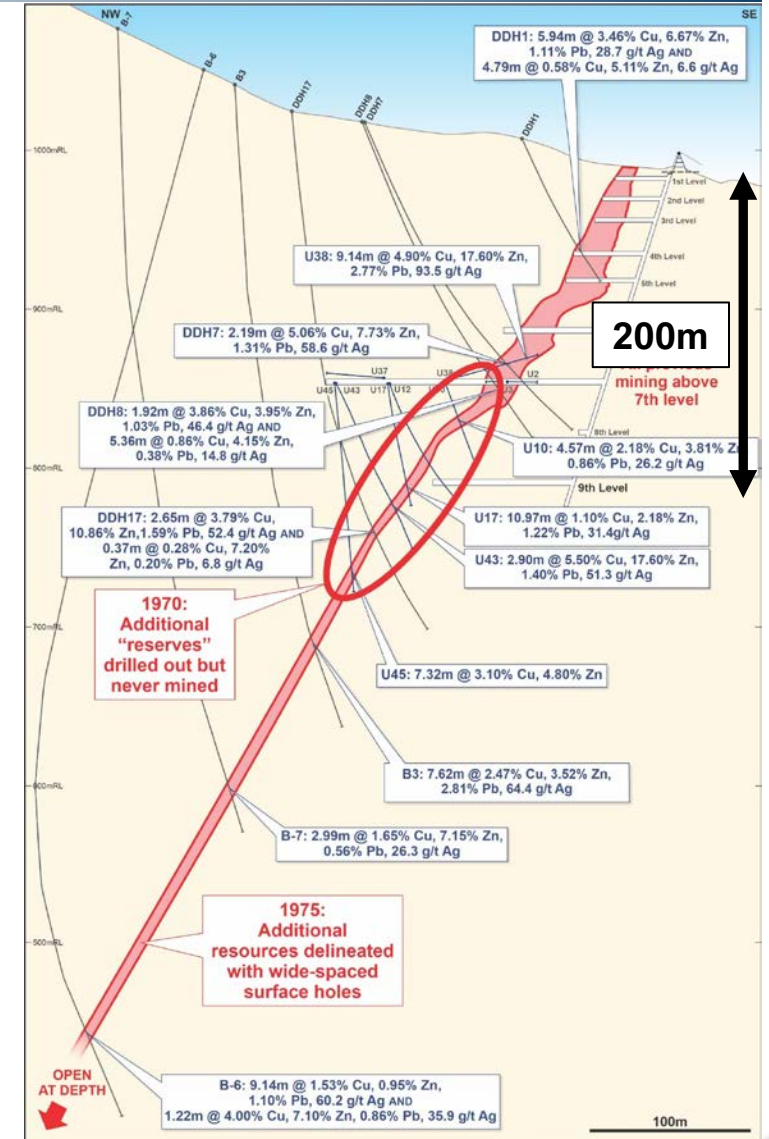 NW
SE
B-7
B-6
B3
DDH17
DDH8
DDH7
DDH1
DDH1: 5.94m @ 3.46% Cu, 6.67% Zn,
1.11% Pb, 28.7 g/t Ag AND
4.79m @ 0.58% Cu, 5.11% Zn, 6.6 g/t Ag
1000mRL
1st Level
2nd Level
3rd Level
4th Level
5th Level
U38: 9.14m @ 4.90% Cu, 17.60% Zn,
2.77% Pb, 93.5 g/t Ag
900mRL
200m
DDH7: 2.19m @ 5.06% Cu, 7.73% Zn,
1.31% Pb, 58.6 g/t Ag
mining above
7th level
U37
U38
U2
U45
U43
U17
U12
DDH8: 1.92m @ 3.86% Cu, 3.95% Zn,
1.03% Pb, 46.4 g/t Ag AND
5.36m @ 0.86% Cu, 4.15% Zn,
0.38% Pb, 14.8 g/t Ag
8th Level
U10: 4.57m @ 2.18% Cu, 3.81% Zn
0.86% Pb, 26.2 g/t Ag
800mRL
9th Level
DDH17: 2.65m @ 3.79% Cu,
10.86% Zn,1.59% Pb, 52.4 g/t Ag AND
0.37m @ 0.28% Cu, 7.20%
Zn, 0.20% Pb, 6.8 g/t Ag
U17: 10.97m @ 1.10% Cu, 2.18% Zn,
1.22% Pb, 31.4g/t Ag
U43: 2.90m @ 5.50% Cu, 17.60% Zn,
1.40% Pb, 51.3 g/t Ag
1970:
Additional
“reserves”
drilled out but
never mined
700mRL
U45: 7.32m @ 3.10% Cu, 4.80% Zn
B3: 7.62m @ 2.47% Cu, 3.52% Zn,
2.81% Pb, 64.4 g/t Ag
600mRL
B-7: 2.99m @ 1.65% Cu, 7.15% Zn,
0.56% Pb, 26.3 g/t Ag
1975:
Additional
resources delineated
with wide-spaced
surface holes
500mRL
OPEN
AT DEPTH
B-6: 9.14m @ 1.53% Cu, 0.95% Zn,
1.10% Pb, 60.2 g/t Ag AND
1.22m @ 4.00% Cu, 7.10% Zn, 0.86% Pb, 35.9 g/t Ag
100m